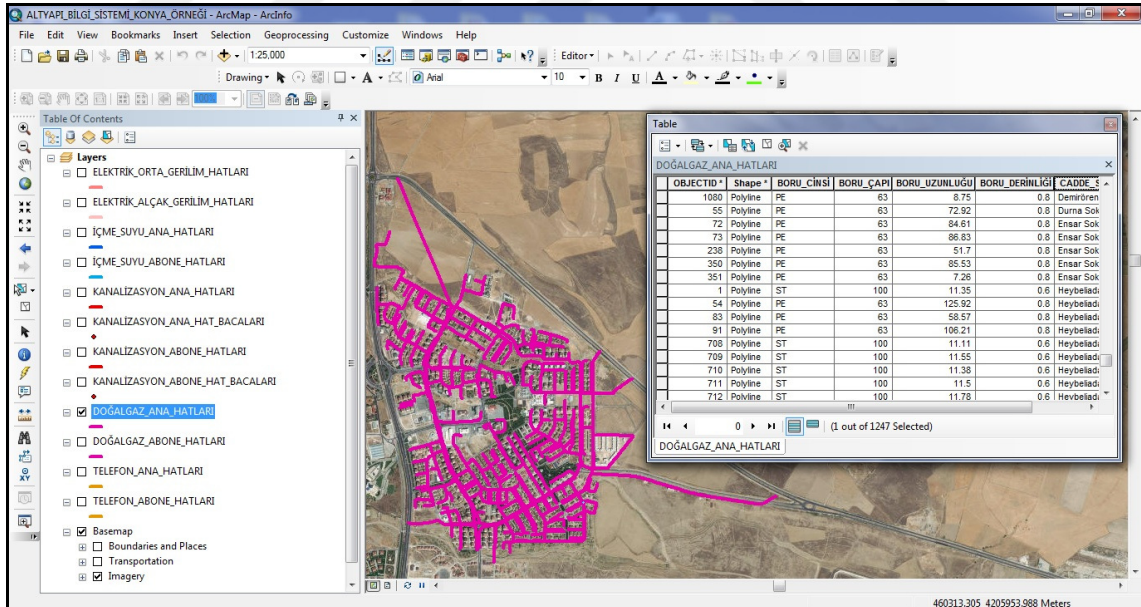 ALTYAPI_BİLGİ_SİSTEMİ_KONYA_ÖRNEĞİ - ArcMap - ArcInfo
File Edit View Bookmarks Insert Selection Geoprocessing Customize Windows Help
1:25,000 Editor
Drawing A Arial 10 B I U A
100%
Table Of Contents
Layers
ELEKTRİK_ORTA_GERİLİM_HATLARI
ELEKTRİK_ALÇAK_GERİLİM_HATLARI
İÇME_SUYU_ANA_HATLARI
İÇME_SUYU_ABONE_HATLARI
KANALİZASYON_ANA_HATLARI
KANALİZASYON_ANA_HAT_BACALARI
KANALİZASYON_ABONE_HATLARI
KANALİZASYON_ABONE_HAT_BACALARI
DOĞALGAZ_ANA_HATLARI
DOĞALGAZ_ABONE_HATLARI
TELEFON_ANA_HATLARI
TELEFON_ABONE_HATLARI
Basemap
Boundaries and Places
Transportation
Imagery
Table
DOĞALGAZ_ANA_HATLARI
OBJECTID * Shape * BORU_CİNSİ BORU_ÇAPI BORU_UZUNLUĞU BORU_DERİNLİĞİ CADDE_S
1080 Polyline PE 63 8.75 0.8 Demirören
55 Polyline PE 63 72.92 0.8 Durna Sok
72 Polyline PE 63 84.61 0.8 Ensar Sok
73 Polyline PE 63 86.83 0.8 Ensar Sok
238 Polyline PE 63 51.7 0.8 Ensar Sok
350 Polyline PE 63 85.53 0.8 Ensar Sok
351 Polyline PE 63 7.26 0.8 Ensar Sok
1 Polyline ST 100 11.35 0.6 Heybeliada
54 Polyline PE 63 125.92 0.8 Heybeliada
83 Polyline PE 63 58.57 0.8 Heybeliada
91 Polyline PE 63 106.21 0.8 Heybeliada
708 Polyline ST 100 11.11 0.6 Heybeliada
709 Polyline ST 100 11.55 0.6 Heybeliada
710 Polyline ST 100 11.38 0.6 Heybeliada
711 Polyline ST 100 11.5 0.6 Heybeliada
712 Polyline ST 100 11.78 0.6 Heybeliada
0 (1 out of 1247 Selected)
DOĞALGAZ_ANA_HATLARI
460313.305 4205953.988 Meters